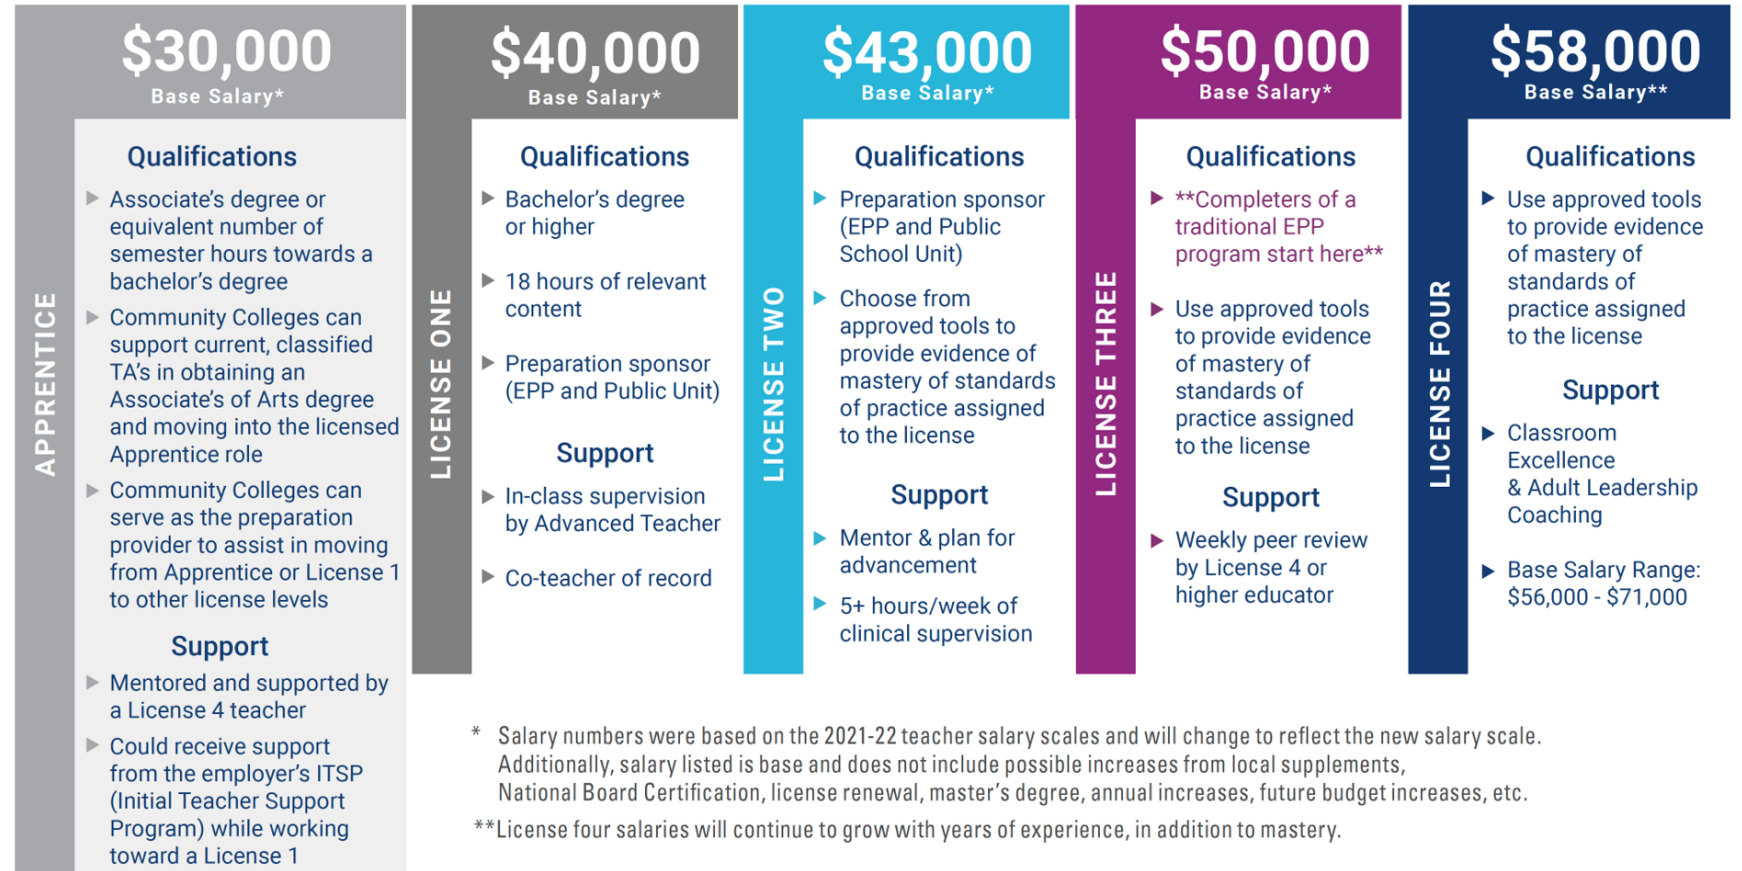 $30,000
Base Salary*
APPRENTICE
Qualifications
Associate's degree or
equivalent number of
semester hours towards a
bachelor's degree
Community Colleges can
support current, classified
TA's in obtaining an
Associate's of Arts degree
and moving into the licensed
Apprentice role
Community Colleges can
serve as the preparation
provider to assist in moving
from Apprentice or License 1
to other license levels
Support
Mentored and supported by
a License 4 teacher
Could receive support
from the employer's ITSP
(Initial Teacher Support
Program) while working
toward a License 1
$40,000
Base Salary*
LICENSE ONE
Qualifications
Bachelor's degree
or higher
18 hours of relevant
content
Preparation sponsor
(EPP and Public Unit)
Support
In-class supervision
by Advanced Teacher
Co-teacher of record
$43,000
Base Salary*
LICENSE TWO
Qualifications
Preparation sponsor
(EPP and Public
School Unit)
Choose from
approved tools to
provide evidence of
mastery of standards
of practice assigned
to the license
Support
Mentor & plan for
advancement
5+ hours/week of
clinical supervision
$50,000
Base Salary*
LICENSE THREE
Qualifications
**Completers of a
traditional EPP
program start here**
Use approved tools
to provide evidence
of mastery of
standards of
practice assigned
to the license
Support
Weekly peer review
by License 4 or
higher educator
$58,000
Base Salary**
LICENSE FOUR
Qualifications
Use approved tools
to provide evidence
of mastery of
standards of
practice assigned
to the license
Support
Classroom
Excellence
& Adult Leadership
Coaching
Base Salary Range:
$56,000 - $71,000
* Salary numbers were based on the 2021-22 teacher salary scales and will change to reflect the new salary scale.
Additionally, salary listed is base and does not include possible increases from local supplements,
National Board Certification, license renewal, master's degree, annual increases, future budget increases, etc.
**License four salaries will continue to grow with years of experience, in addition to mastery.